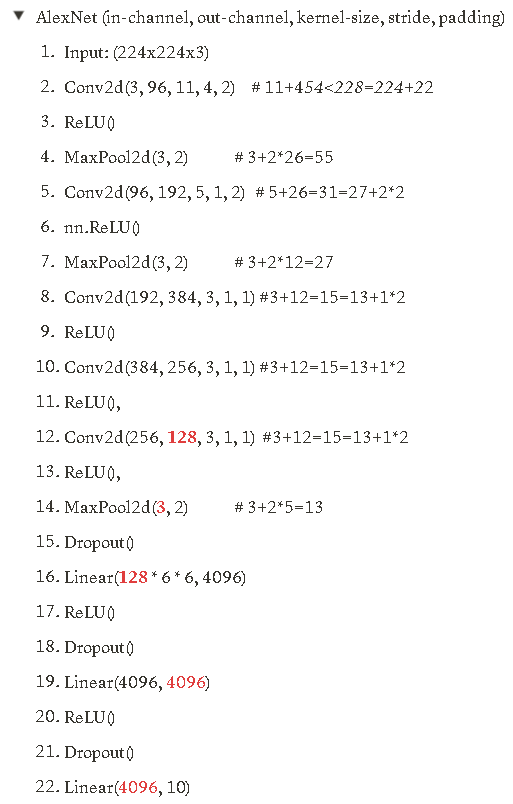 ▼ AlexNet (in-channel, out-channel, kernel-size, stride, padding)
1. Input: (224x224x3)
2. Conv2d(3, 96, 11, 4, 2) # 11+454<228=224+22
3. ReLU()
4. MaxPool2d(3, 2) # 3+2*26=55
5. Conv2d(96, 192, 5, 1, 2) # 5+26=31=27+2*2
6. nn.ReLU()
7. MaxPool2d(3, 2) # 3+2*12=27
8. Conv2d(192, 384, 3, 1, 1) #3+12=15=13+1*2
9. ReLU()
10. Conv2d(384, 256, 3, 1, 1) #3+12=15=13+1*2
11. ReLU(),
12. Conv2d(256, 128, 3, 1, 1) #3+12=15=13+1*2
13. ReLU(),
14. MaxPool2d(3, 2) # 3+2*5=13
15. Dropout()
16. Linear(128 * 6 * 6, 4096)
17. ReLU()
18. Dropout()
19. Linear(4096, 4096)
20. ReLU()
21. Dropout()
22. Linear(4096, 10)